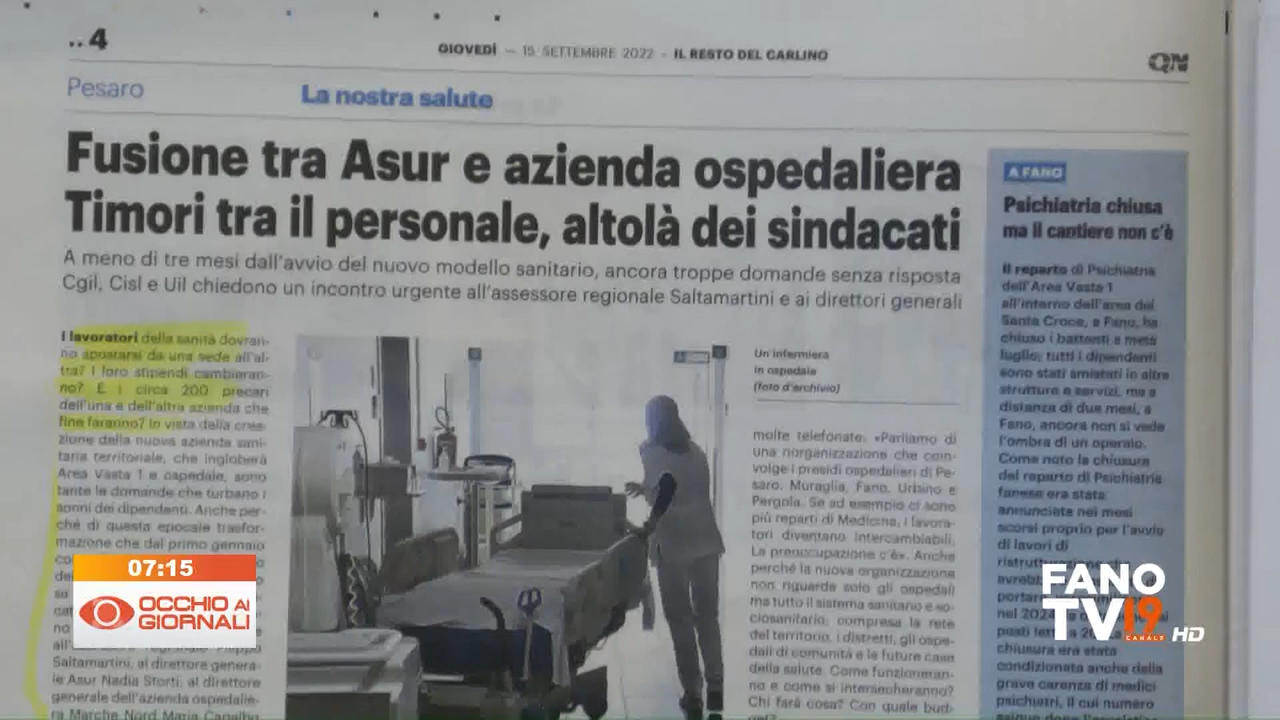 ..4
GIOVEDÌ — 15 SETTEMBRE 2022 - IL RESTO DEL CARLINO
QN
Pesaro
La nostra salute
Fusione tra Asur e azienda ospedaliera
Timori tra il personale, altolà dei sindacati
A meno di tre mesi dall'avvio del nuovo modello sanitario, ancora troppe domande senza risposta
Cgil, Cisl e Uil chiedono un incontro urgente all'assessore regionale Saltamartini e ai direttori generali
I lavoratori della sanità dovran-
no spostarsi da una sede all'al-
tra? I loro stipendi cambieran-
no? E i circa 200 precari
dell'una e dell'altra azienda che
fine faranno? In vista della crea-
zione della nuova azienda sani-
taria territoriale, che ingloberà
Area Vasta 1 e ospedale, sono
tante le domande che turbano i
sonni dei dipendenti. Anche per-
ché di questa epocale trasfor-
mazione che dal primo gennaio
Saltamartini, al direttore genera-
le Asur Nadia Storti, al direttore
generale dell'azienda ospedalie-
ra Marche Nord Maria Capalbo
Un infermiera
in ospedale
(foto d'archivio)
molte telefonate: «Parliamo di
una riorganizzazione che coin-
volge i presidi ospedalieri di Pe-
saro, Muraglia, Fano, Urbino e
Pergola. Se ad esempio ci sono
più reparti di Medicina, i lavora-
tori diventano intercambiabili.
La preoccupazione c'è». Anche
perché la nuova organizzazione
non riguarda solo gli ospedali
ma tutto il sistema sanitario e so-
ciosanitario, compresa la rete
del territorio, i distretti, gli ospe-
dali di comunità e le future case
della salute. Come funzioneran-
no e come si intersecheranno?
Chi farà cosa? Con quale bud-
get?
A FANO
Psichiatria chiusa
ma il cantiere non c'è
Il reparto di Psichiatria
dell'Area Vasta 1
all'interno dell'area del
Santa Croce, a Fano, ha
chiuso i battenti a metà
luglio; tutti i dipendenti
sono stati smistati in altre
strutture e servizi, ma a
distanza di due mesi, a
Fano, ancora non si vede
l'ombra di un operaio.
Come noto la chiusura
del reparto di Psichiatria
fanese era stata
annunciata nei mesi
scorsi proprio per l'avvio
di lavori di
nel 2024
chiusura era stata
condizionata anche dalla
grave carenza di medici
psichiatri, il cui numero
07:15
OCCHIO AI
GIORNALI
FANO
TV 19
CANALE HD